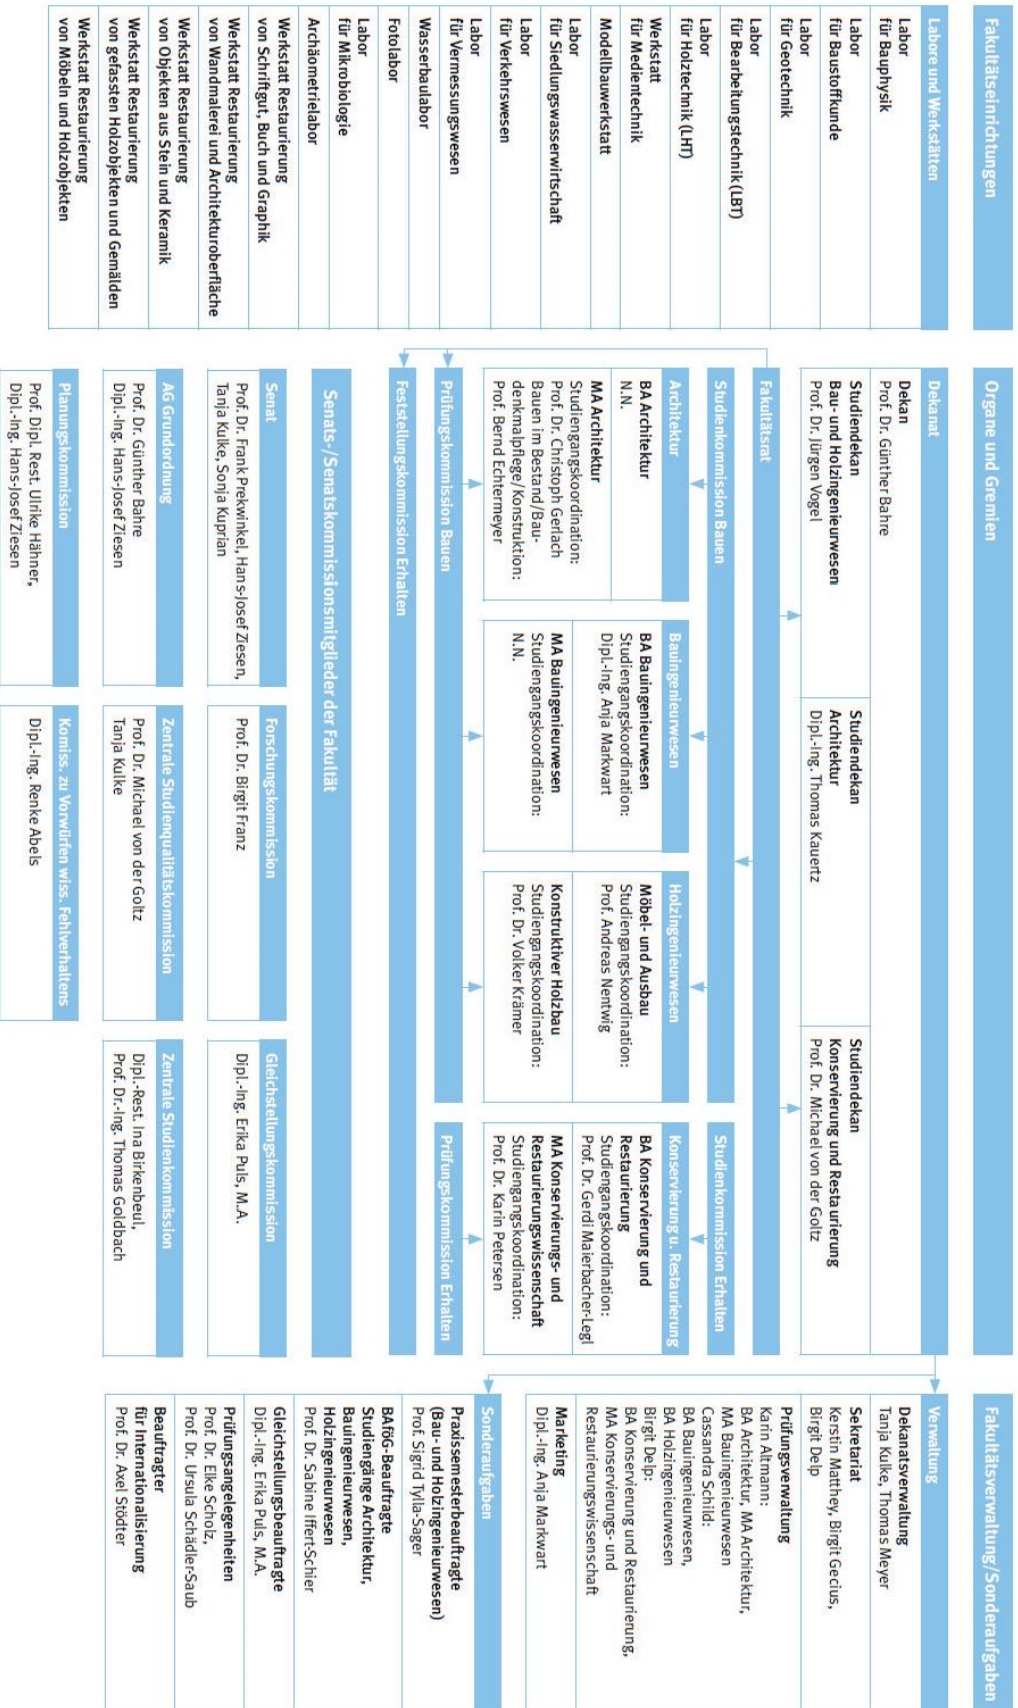 Fakultätseinrichtungen
Labore und Werkstätten
Labor
für Bauphysik
Labor
für Baustoffkunde
Labor
für Geotechnik
Labor
für Bearbeitungstechnik (LBT)
Labor
für Holztechnik (LHT)
Werkstatt
für Medientechnik
Modellbauwerkstatt
Labor
für Siedlungswasserwirtschaft
Labor
für Verkehrswesen
Labor
für Vermessungswesen
Wasserbaulabor
Fotolabor
Labor
für Mikrobiologie
Archäometrielabor
Werkstatt Restaurierung
von Schriftgut, Buch und Graphik
Werkstatt Restaurierung
von Wandmalerei und Architekturoberfläche
Werkstatt Restaurierung
von Objekten aus Stein und Keramik
Werkstatt Restaurierung
von gefassten Holzobjekten und Gemälden
Werkstatt Restaurierung
von Möbeln und Holzobjekten
Organe und Gremien
Dekanat
Dekan
Prof. Dr. Günther Bahre
Studiendekan
Bau- und Holzingenieurwesen
Prof. Dr. Jürgen Vogel
Studiendekan
Architektur
Dipl.-Ing. Thomas Kauertz
Studiendekan
Konservierung und Restaurierung
Prof. Dr. Michael von der Goltz
Fakultätsrat
Studienkommission Bauen
Studienkommission Erhalten
Architektur
BA Architektur
N.N.
MA Architektur
Studiengangskoordination:
Prof. Dr. Christoph Gerlach
Bauen im Bestand/Bau-
denkmalpflege/Konstruktion:
Prof. Bernd Echtermeyer
Bauingenieurwesen
BA Bauingenieurwesen
Studiengangskoordination:
Dipl.-Ing. Anja Markwart
MA Bauingenieurwesen
Studiengangskoordination:
N.N.
Holzingenieurwesen
Möbel- und Ausbau
Studiengangskoordination:
Prof. Andreas Nentwig
Konstruktiver Holzbau
Studiengangskoordination:
Prof. Dr. Volker Krämer
Konservierung u. Restaurierung
BA Konservierung und
Restaurierung
Studiengangskoordination:
Prof. Dr. Gerdi Maierbacher-Legl
MA Konservierungs- und
Restaurierungswissenschaft
Studiengangskoordination:
Prof. Dr. Karin Petersen
Prüfungskommission Bauen
Prüfungskommission Erhalten
Feststellungskommission Erhalten
Senats-/Senatskommissionsmitglieder der Fakultät
Senat
Prof. Dr. Frank Prekwinkel, Hans-Josef Ziesen,
Tanja Kulke, Sonja Kuprian
Forschungskommission
Prof. Dr. Birgit Franz
Gleichstellungskommission
Dipl.-Ing. Erika Puls, M.A.
AG Grundordnung
Prof. Dr. Günther Bahre
Dipl.-Ing. Hans-Josef Ziesen
Zentrale Studienqualitätskommission
Prof. Dr. Michael von der Goltz
Tanja Kulke
Zentrale Studienkommission
Dipl.-Rest. Ina Birkenbeul,
Prof. Dr.-Ing. Thomas Goldbach
Planungskommission
Prof. Dipl. Rest. Ulrike Hähner,
Dipl.-Ing. Hans-Josef Ziesen
Komiss. zu Vorwürfen wiss. Fehlverhaltens
Dipl.-Ing. Renke Abels
Fakultätsverwaltung/Sonderaufgaben
Verwaltung
Dekanatsverwaltung
Tanja Kulke, Thomas Meyer
Sekretariat
Kerstin Matthey, Birgit Gecius,
Birgit Delp
Prüfungsverwaltung
Karin Altmann:
BA Architektur, MA Architektur,
MA Bauingenieurwesen
Cassandra Schild:
BA Bauingenieurwesen,
BA Holzingenieurwesen
Birgit Delp:
BA Konservierung und Restaurierung,
MA Konservierungs- und
Restaurierungswissenschaft
Marketing
Dipl.-Ing. Anja Markwart
Sonderaufgaben
Praxissemesterbeauftragte
(Bau- und Holzingenieurwesen)
Prof. Sigrid Tylla-Sager
BAföG-Beauftragte
Studiengänge Architektur,
Bauingenieurwesen,
Holzingenieurwesen
Prof. Dr. Sabine Iffert-Schier
Gleichstellungsbeauftragte
Dipl.-Ing. Erika Puls, M.A.
Prüfungsangelegenheiten
Prof. Dr. Elke Scholz,
Prof. Dr. Ursula Schädler-Saub
Beauftragter
für Internationalisierung
Prof. Dr. Axel Stödter